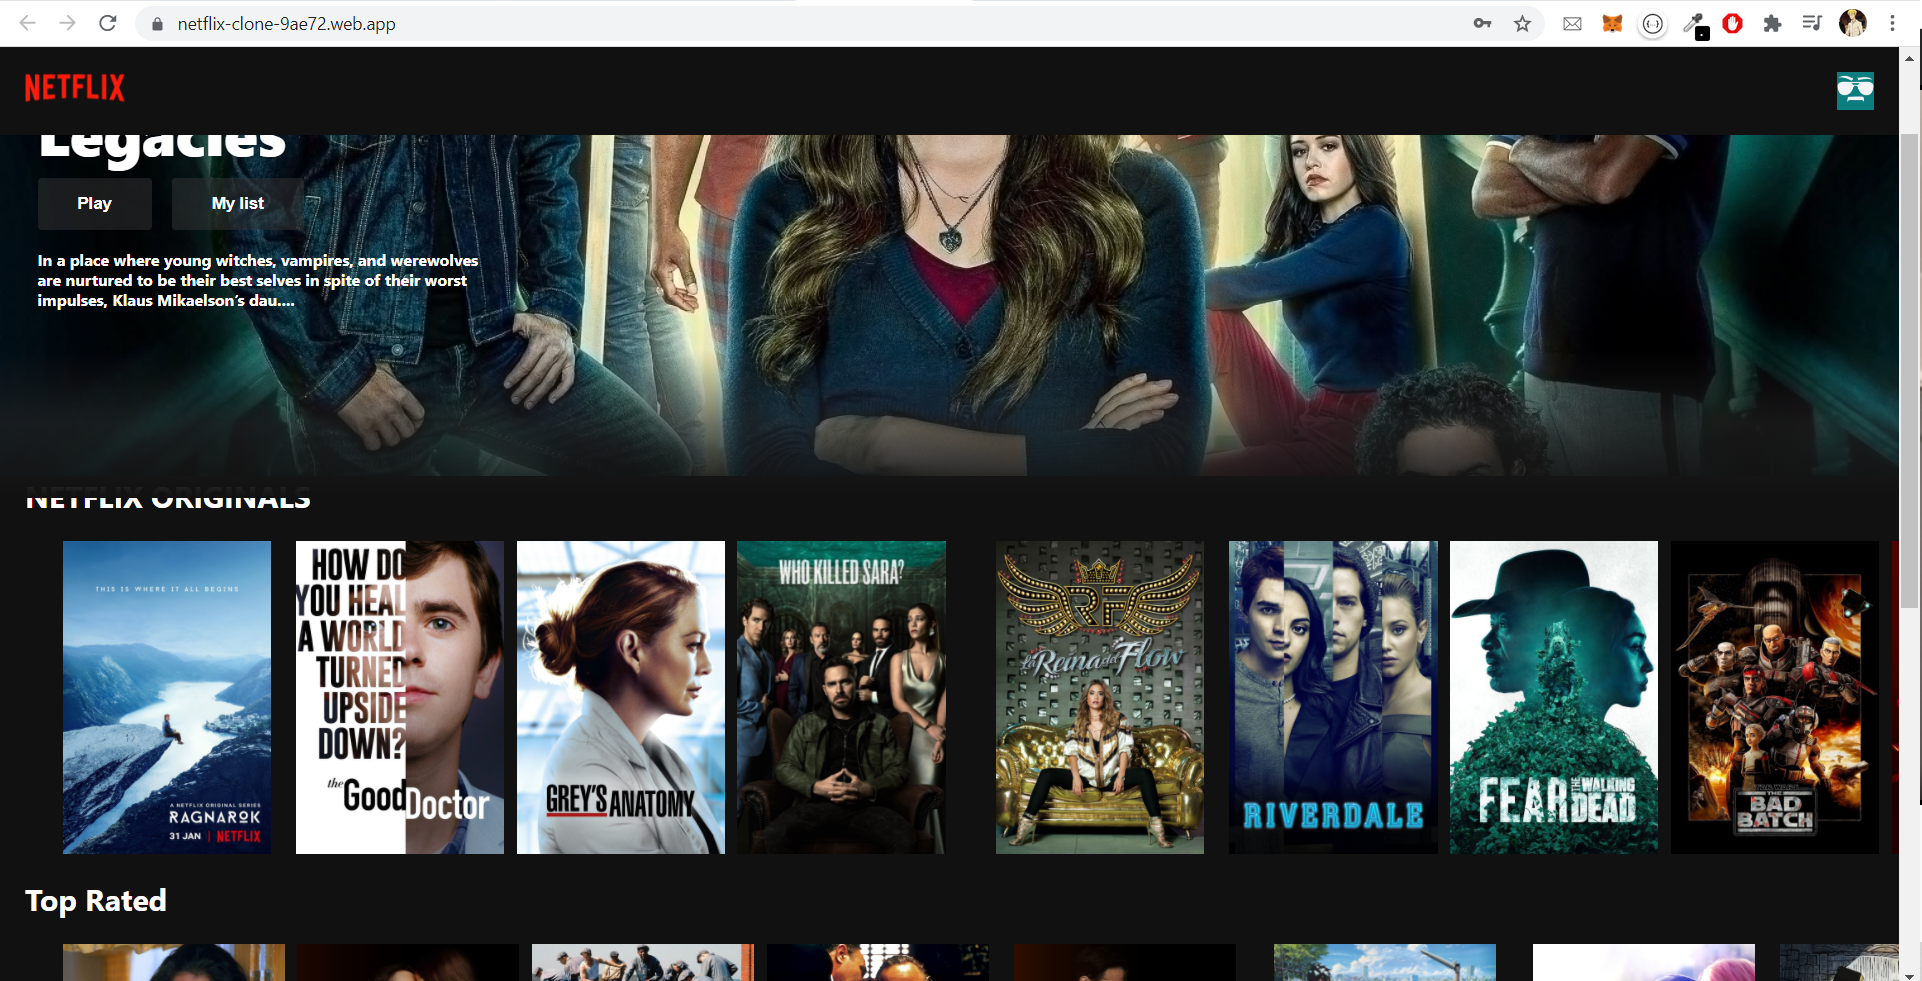 netflix-clone-9ae72.web.app
NETFLIX
Legacies
Play
My list
In a place where young witches, vampires, and werewolves
are nurtured to be their best selves in spite of their worst
impulses, Klaus Mikaelson's dau....
NETFLIX ORIGINALS
THIS IS WHERE IT ALL BEGINS
A NETFLIX ORIGINAL SERIES
RAGNAROK
31 JAN | NETFLIX
HOW DO
YOU HEAL
A WORLD
TURNED
UPSIDE
DOWN?
the Good Doctor
GREY'S ANATOMY
WHO KILLED SARA?
RF
La Reina del Flow
RIVERDALE
FEAR THE WALKING DEAD
STAR WARS
THE
BAD
BATCH
Top Rated